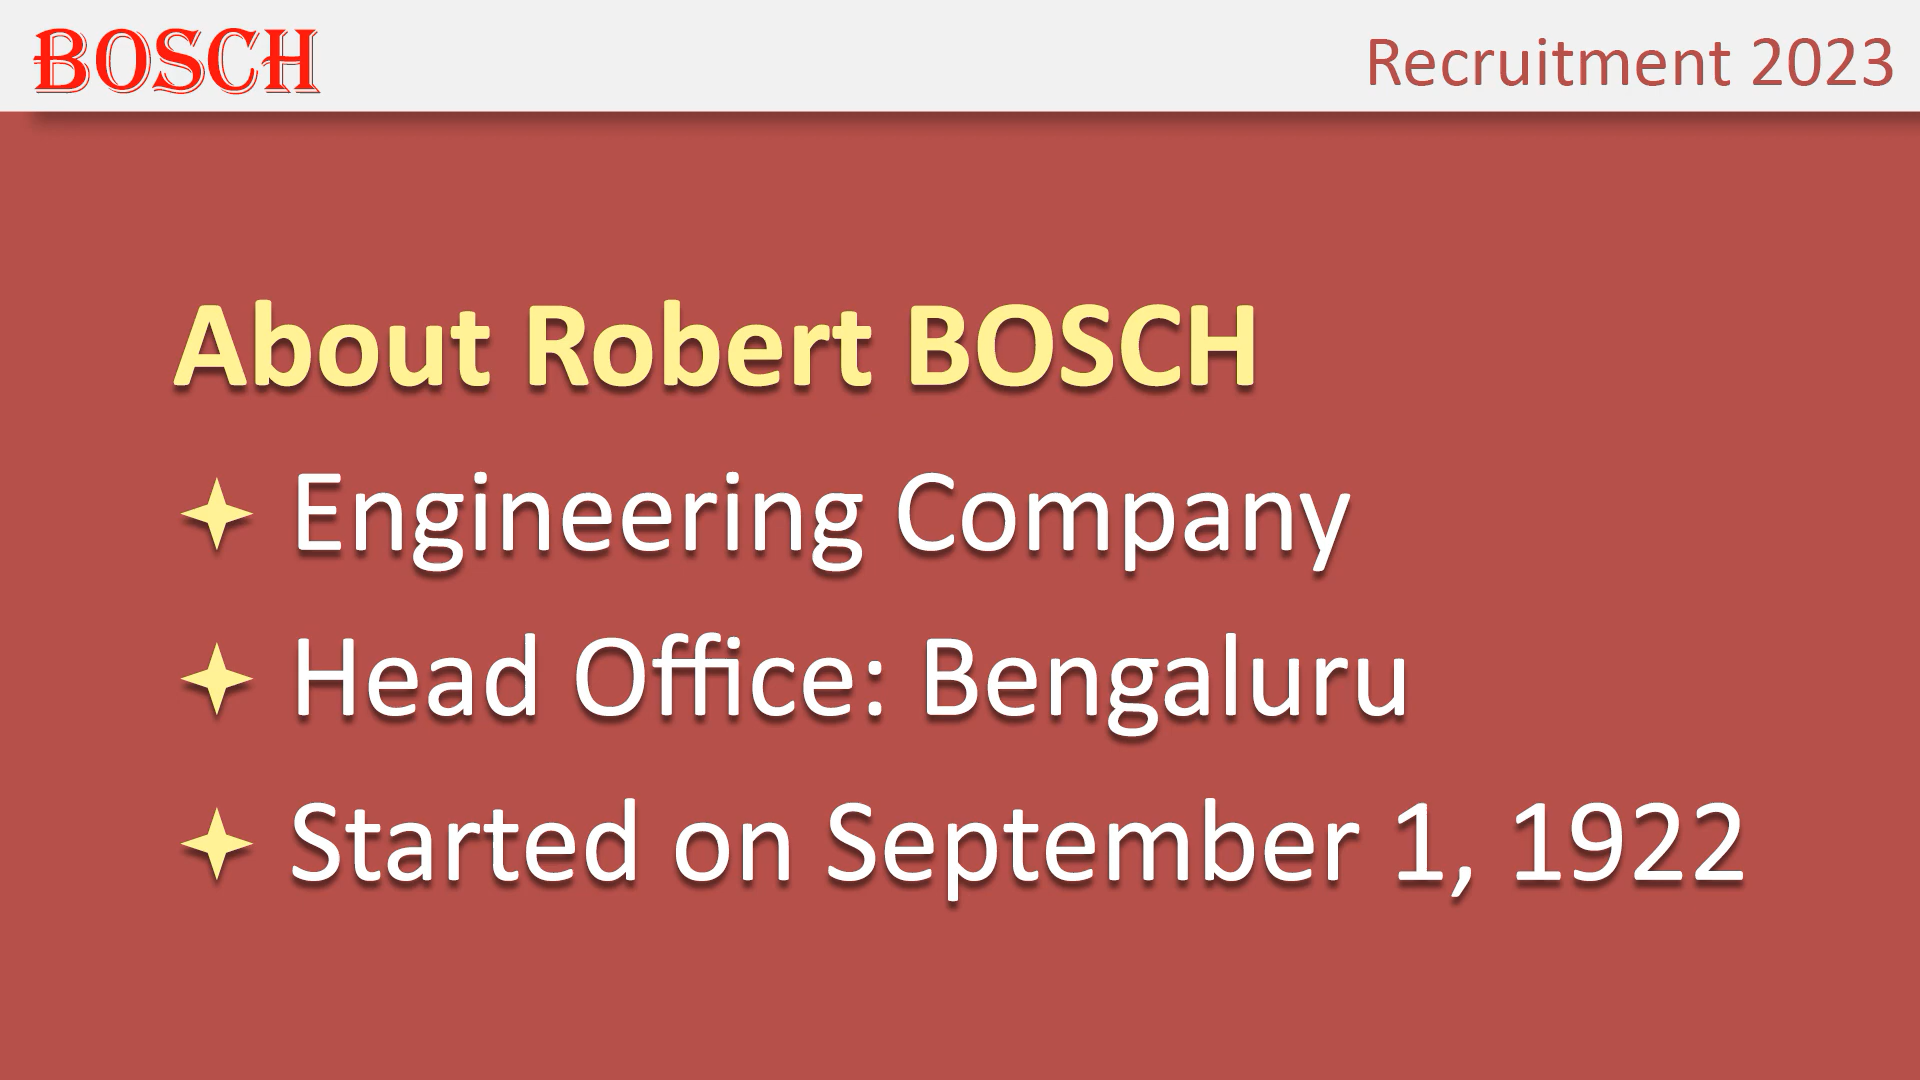 BOSCH
Recruitment 2023
About Robert BOSCH
Engineering Company
Head Office: Bengaluru
Started on September 1, 1922